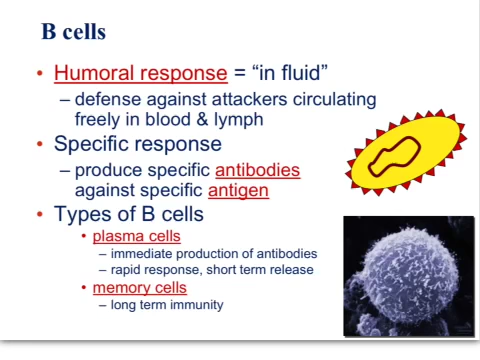 B cells
• Humoral response = “in fluid”
– defense against attackers circulating
freely in blood & lymph
• Specific response
– produce specific antibodies
against specific antigen
• Types of B cells
• plasma cells
– immediate production of antibodies
– rapid response, short term release
• memory cells
– long term immunity